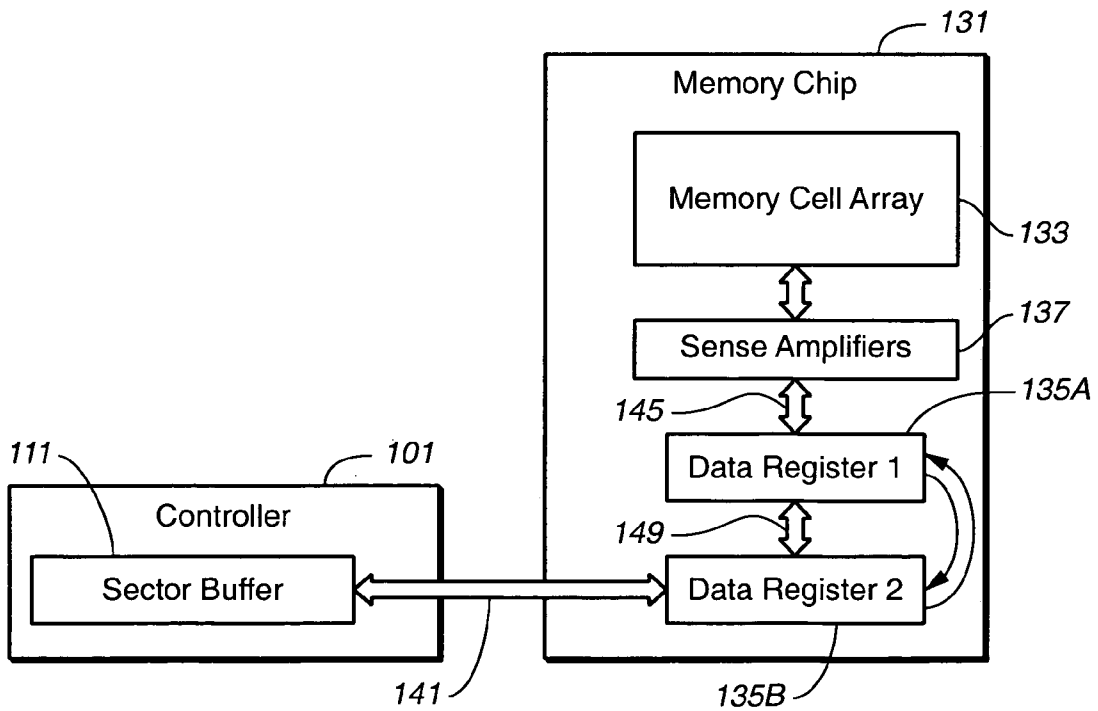 131
Memory Chip
Memory Cell Array
133
137
Sense Amplifiers
145
135A
111
101
Data Register 1
Controller
149
Sector Buffer
Data Register 2
141
135B